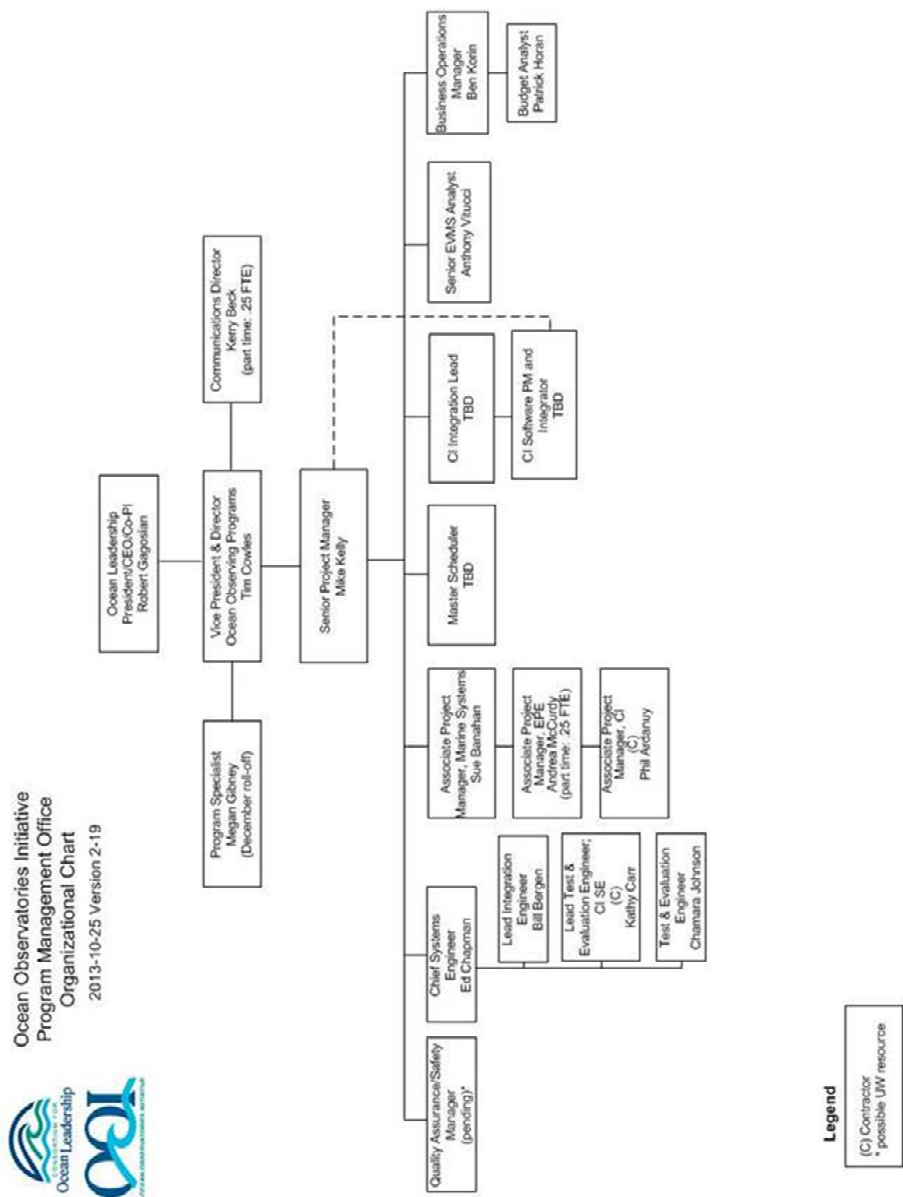 CONSORTIUM FOR
Ocean Leadership
OOI
OCEAN OBSERVATORIES INITIATIVE
Ocean Observatories Initiative
Program Management Office
Organizational Chart
2013-10-25 Version 2-19
Ocean Leadership
President/CEO/Co-PI
Robert Gagosian
Program Specialist
Megan Gibney
(December roll-off)
Vice President & Director
Ocean Observing Programs
Tim Cowles
Communications Director
Kerry Beck
(part time: .25 FTE)
Senior Project Manager
Mike Kelly
Quality Assurance/Safety
Manager
(pending)*
Chief Systems
Engineer
Ed Chapman
Lead Integration
Engineer
Bill Bergen
Lead Test &
Evaluation Engineer;
CI SE
(C)
Kathy Carr
Test & Evaluation
Engineer
Chamara Johnson
Associate Project
Manager, Marine Systems
Sue Banahan
Associate Project
Manager, EPE
Andrea McCurdy
(part time: .25 FTE)
Associate Project
Manager, CI
(C)
Phil Ardanuy
Master Scheduler
TBD
CI Integration Lead
TBD
CI Software PM and
Integrator
TBD
Senior EVMS Analyst
Anthony Vitucci
Business Operations
Manager
Ben Korin
Budget Analyst
Patrick Horan
Legend
(C) Contractor
* possible UW resource